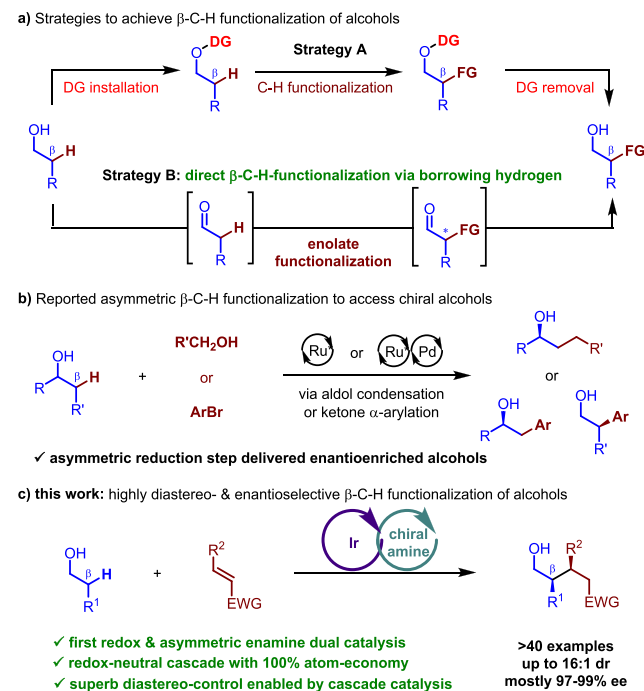 a) Strategies to achieve β-C-H functionalization of alcohols
O-DG
β H
R
Strategy A
O-DG
β FG
R
DG installation
C-H functionalization
DG removal
OH
β H
R
OH
β FG
R
Strategy B: direct β-C-H-functionalization via borrowing hydrogen
O
H
R
enolate
functionalization
O
* FG
R
b) Reported asymmetric β-C-H functionalization to access chiral alcohols
OH
R β H
R'
+
R'CH2OH
or
ArBr
Ru or Ru Pd
via aldol condensation
or ketone α-arylation
OH
R R'
or
OH
R Ar
OH
Ar
R'
✓ asymmetric reduction step delivered enantioenriched alcohols
c) this work: highly diastereo- & enantioselective β-C-H functionalization of alcohols
OH
β H
R1
+
R2
EWG
Ir
chiral
amine
OH R2
β
R1 EWG
✓ first redox & asymmetric enamine dual catalysis
✓ redox-neutral cascade with 100% atom-economy
✓ superb diastereo-control enabled by cascade catalysis
>40 examples
up to 16:1 dr
mostly 97-99% ee